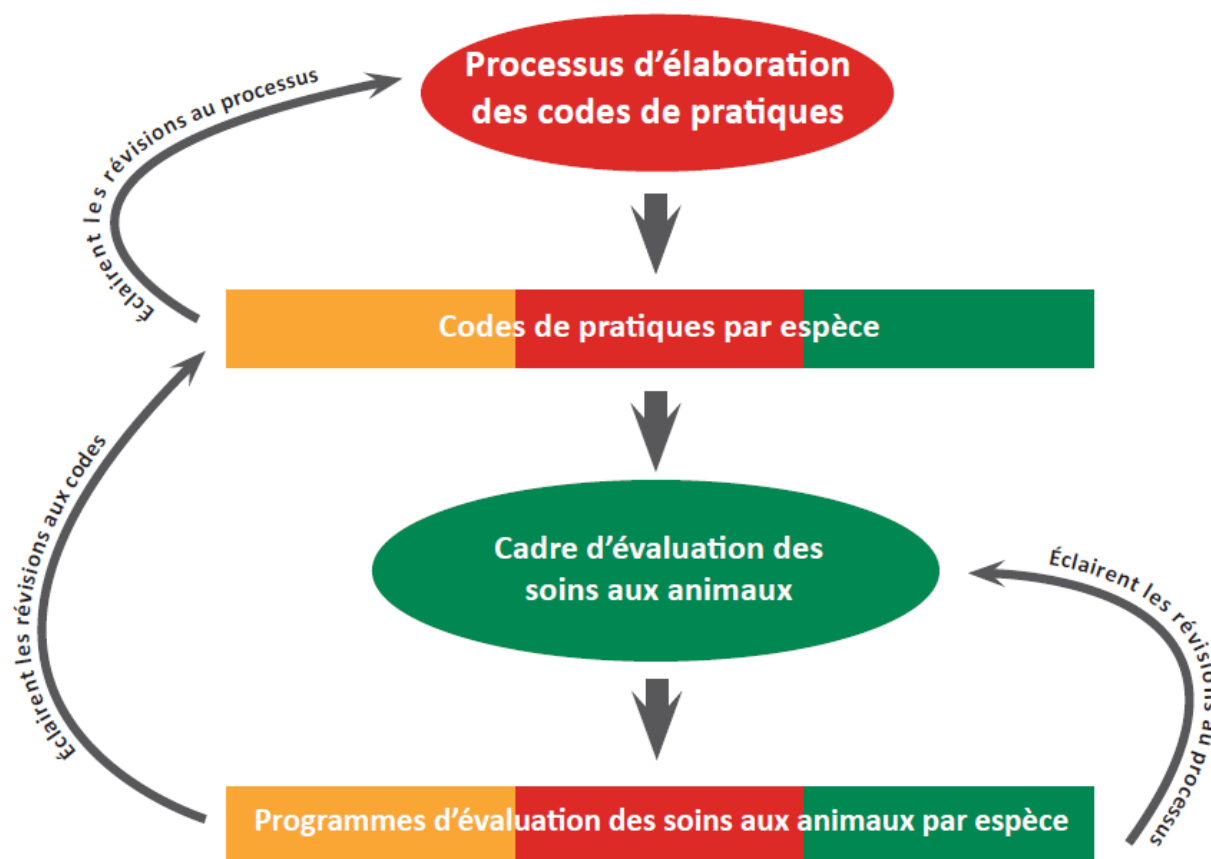 Processus d'élaboration
des codes de pratiques
Éclairent les révisions au processus
Codes de pratiques par espèce
Éclairent les révisions aux codes
Cadre d'évaluation des
soins aux animaux
Éclairent les révisions au processus
Programmes d'évaluation des soins aux animaux par espèce